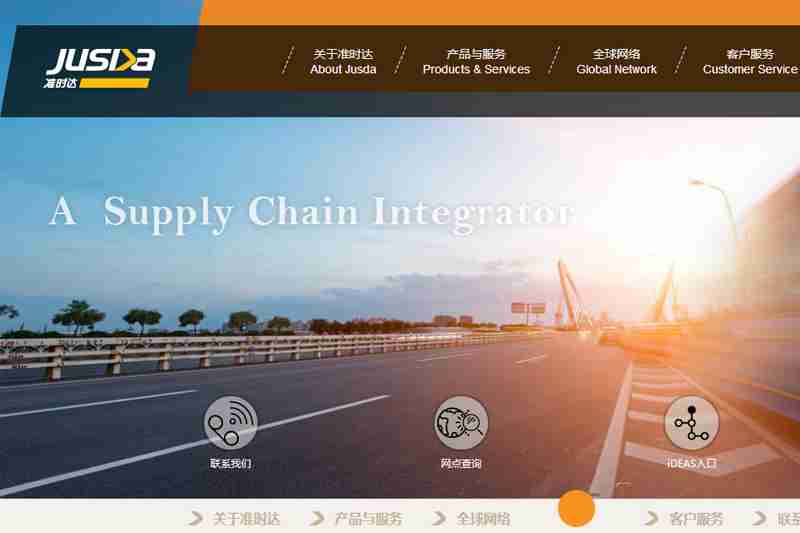 JUSDA
准时达
关于准时达
About Jusda
产品与服务
Products & Services
全球网络
Global Network
客户服务
Customer Service
A Supply Chain Integrator
联系我们
网点查询
iDEAS入口
关于准时达
产品与服务
全球网络
客户服务
联系